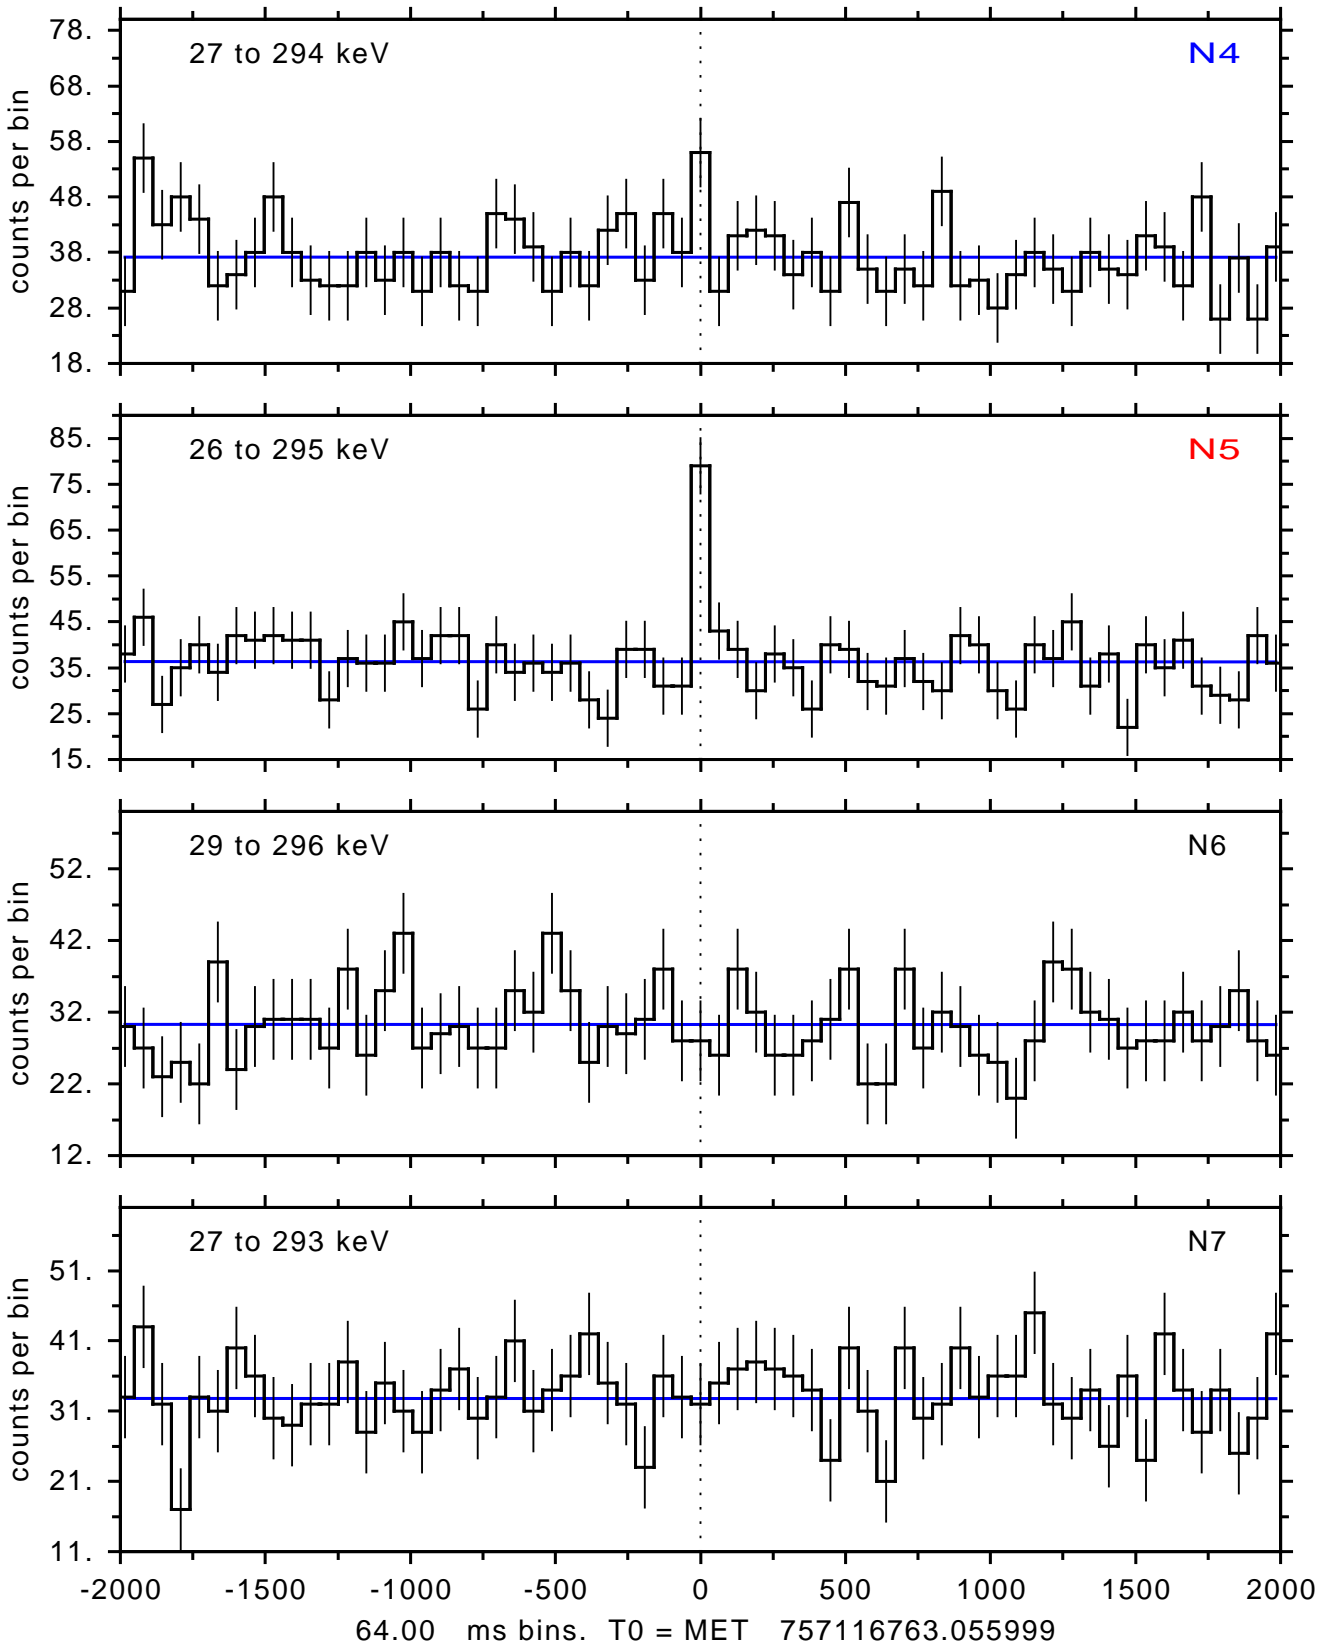 27 to 294 keV N4
78.
68.
58.
48.
38.
28.
18.
counts per bin
26 to 295 keV N5
85.
75.
65.
55.
45.
35.
25.
15.
counts per bin
29 to 296 keV N6
52.
42.
32.
22.
12.
counts per bin
27 to 293 keV N7
51.
41.
31.
21.
11.
counts per bin
-2000 -1500 -1000 -500 0 500 1000 1500 2000
64.00 ms bins. T0 = MET 757116763.055999